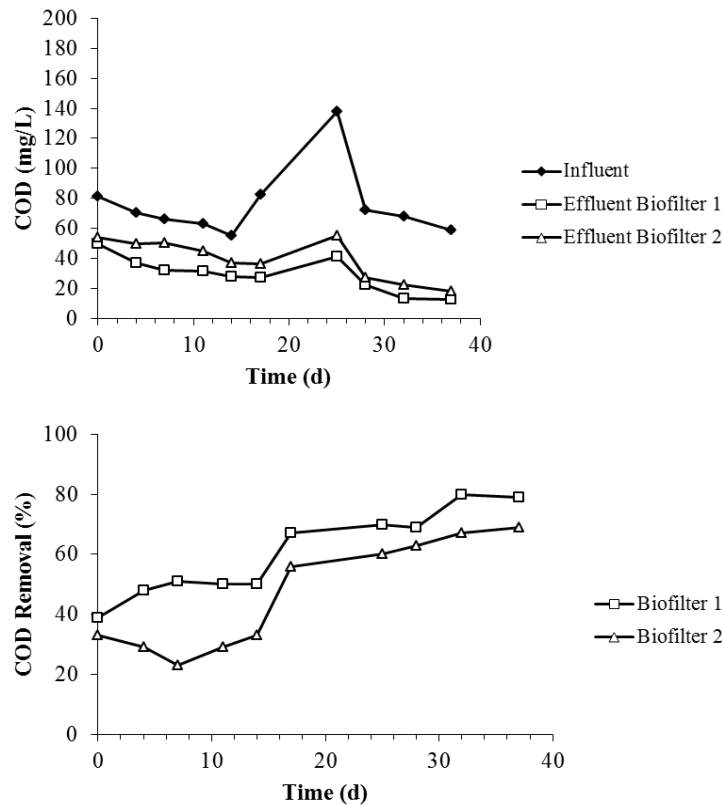 200
180
160
140
120
100
80
60
40
20
0
COD (mg/L)
0 10 20 30 40
Time (d)
Influent
Effluent Biofilter 1
Effluent Biofilter 2
100
80
60
40
20
0
COD Removal (%)
0 10 20 30 40
Time (d)
Biofilter 1
Biofilter 2